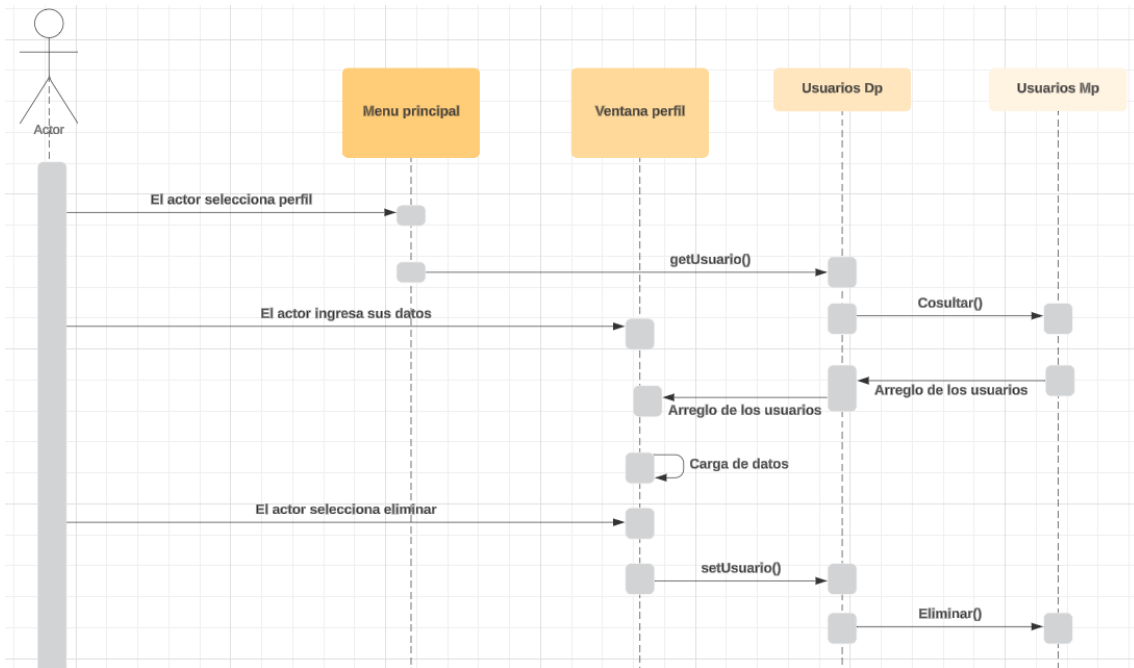 Actor
Menu principal
Ventana perfil
Usuarios Dp
Usuarios Mp
El actor selecciona perfil
getUsuario()
Cosultar()
El actor ingresa sus datos
Arreglo de los usuarios
Arreglo de los usuarios
Carga de datos
El actor selecciona eliminar
setUsuario()
Eliminar()